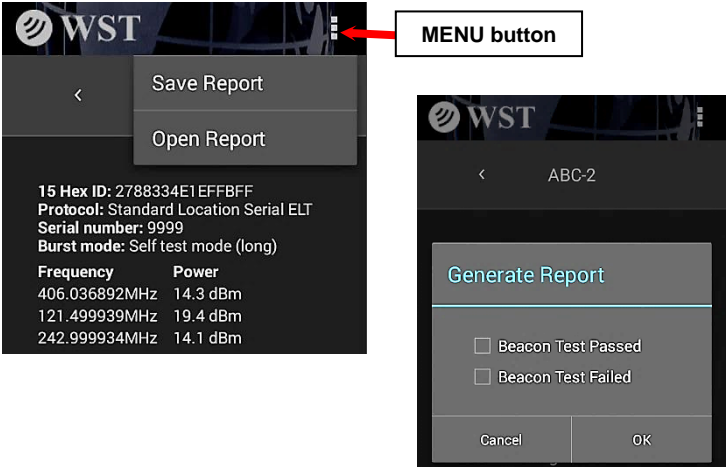 WST
MENU button
Save Report
Open Report
15 Hex ID: 2788334E1EFFBFF
Protocol: Standard Location Serial ELT
Serial number: 9999
Burst mode: Self test mode (long)
Frequency Power
406.036892MHz 14.3 dBm
121.499939MHz 19.4 dBm
242.999934MHz 14.1 dBm
WST
ABC-2
Generate Report
Beacon Test Passed
Beacon Test Failed
Cancel OK